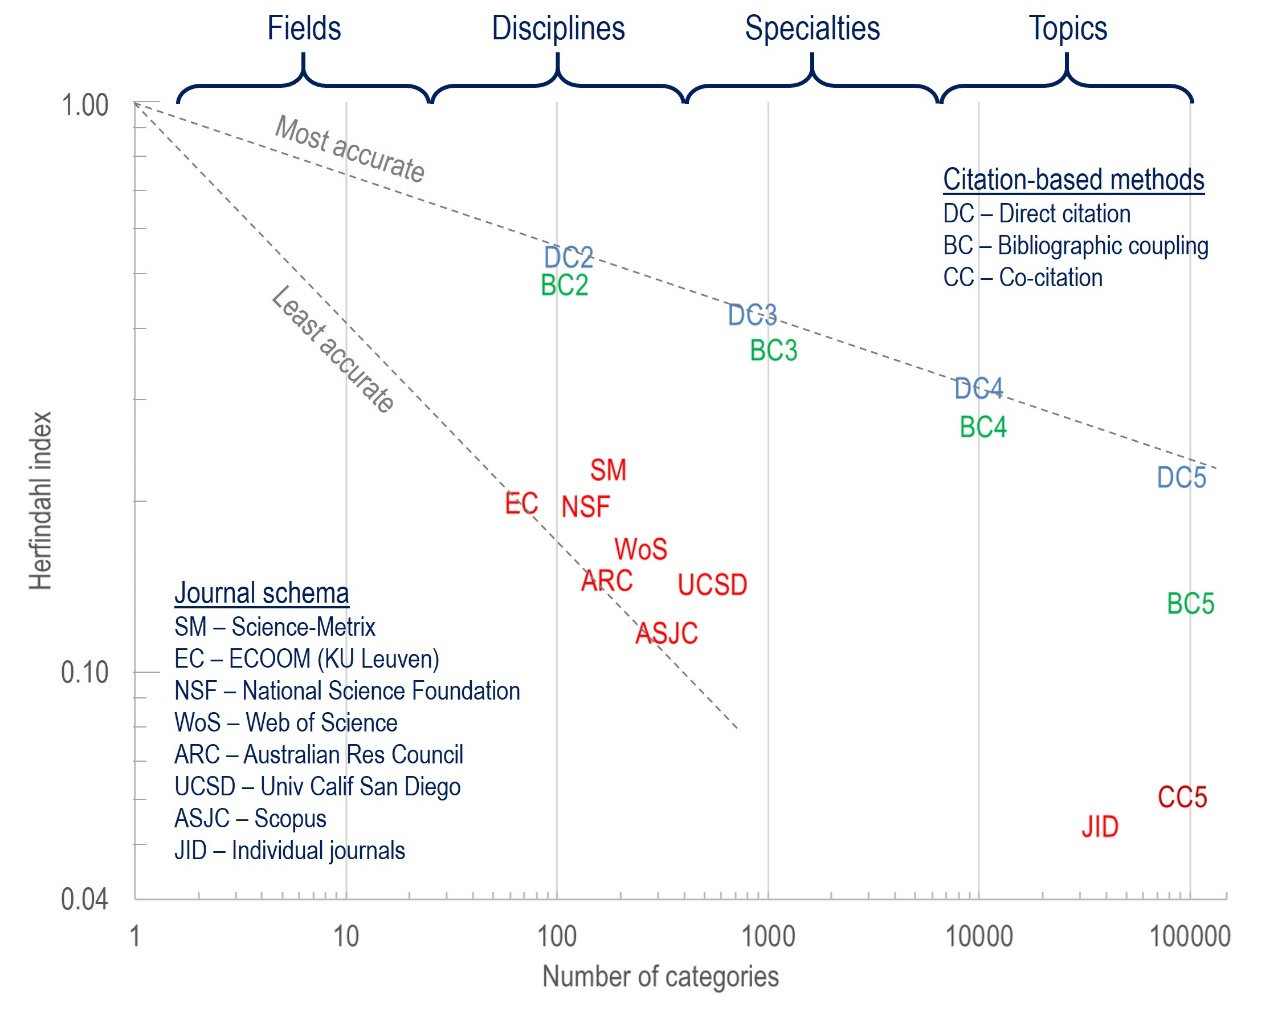 Fields
Disciplines
Specialties
Topics
1.00
Most accurate
Citation-based methods
DC – Direct citation
BC – Bibliographic coupling
CC – Co-citation
DC2
BC2
Least accurate
DC3
BC3
DC4
BC4
Herfindahl index
SM
DC5
EC
NSF
WoS
ARC
UCSD
BC5
ASJC
Journal schema
SM – Science-Metrix
EC – ECOOM (KU Leuven)
NSF – National Science Foundation
WoS – Web of Science
ARC – Australian Res Council
UCSD – Univ Calif San Diego
ASJC – Scopus
JID – Individual journals
0.10
CC5
JID
0.04
1
10
100
1000
10000
100000
Number of categories